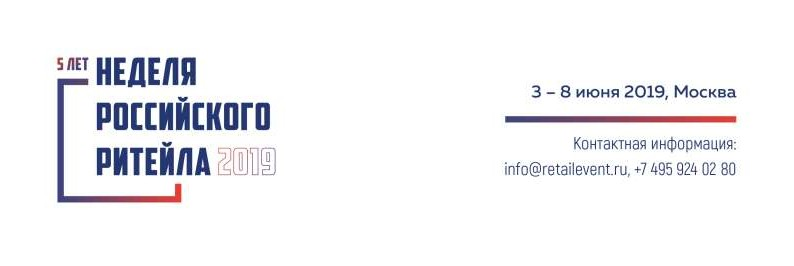 5 ЛЕТ
НЕДЕЛЯ
РОССИЙСКОГО
РИТЕЙЛА 2019
3 – 8 июня 2019, Москва
Контактная информация:
info@retailevent.ru, +7 495 924 02 80